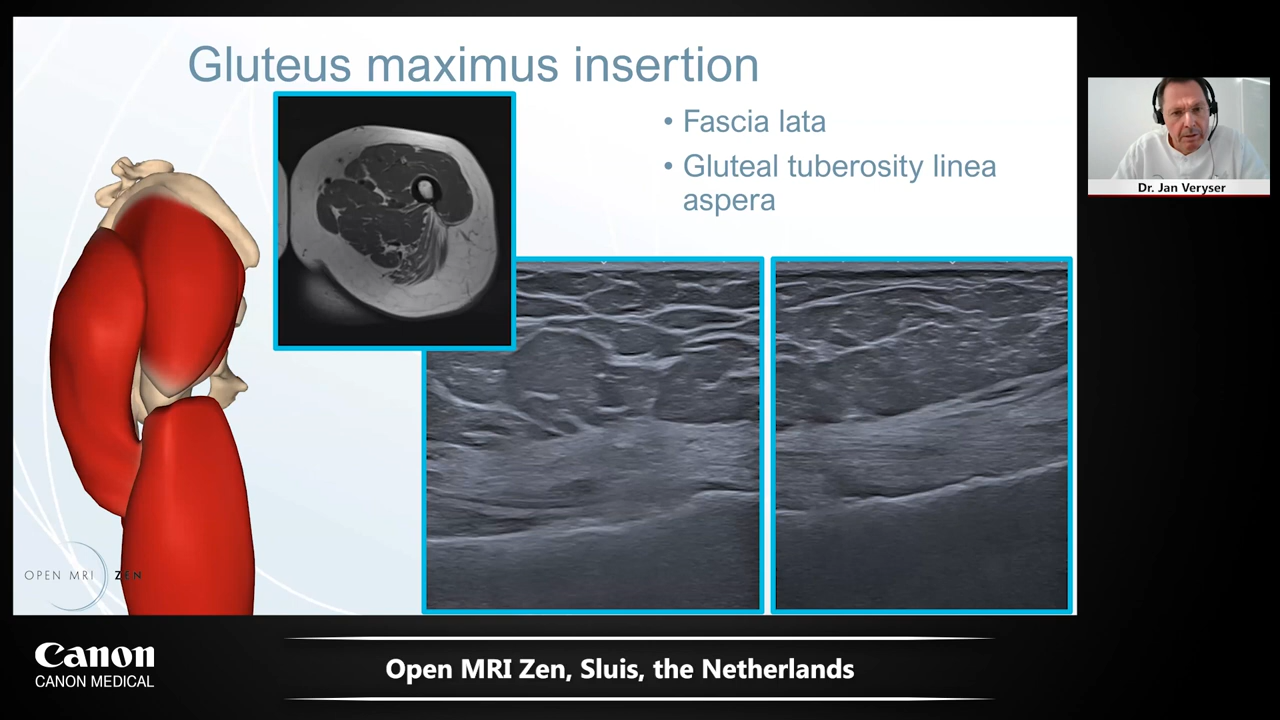 Gluteus maximus insertion
• Fascia lata
• Gluteal tuberosity linea
aspera
Dr. Jan Veryser
OPEN MRI ZEN
Canon
CANON MEDICAL
Open MRI Zen, Sluis, the Netherlands